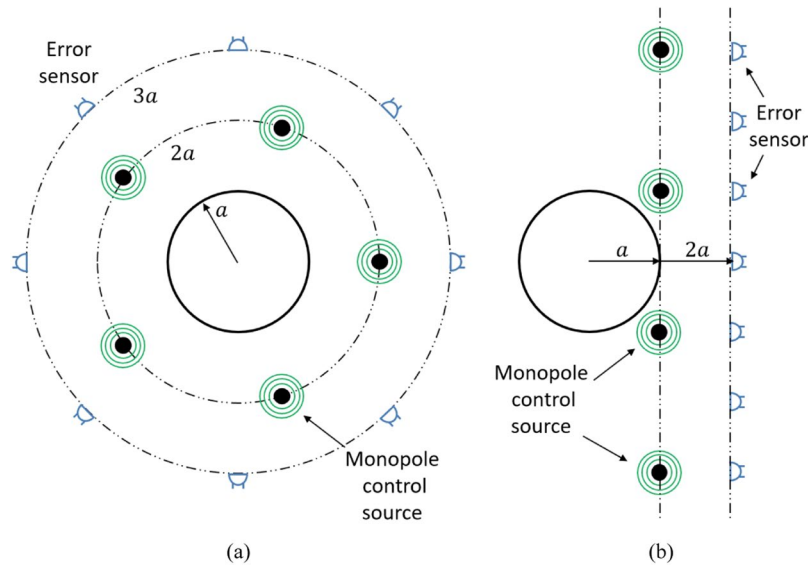 Error
sensor
3a
2a
a
Monopole
control
source
(a)
Error
sensor
a
2a
Monopole
control
source
(b)